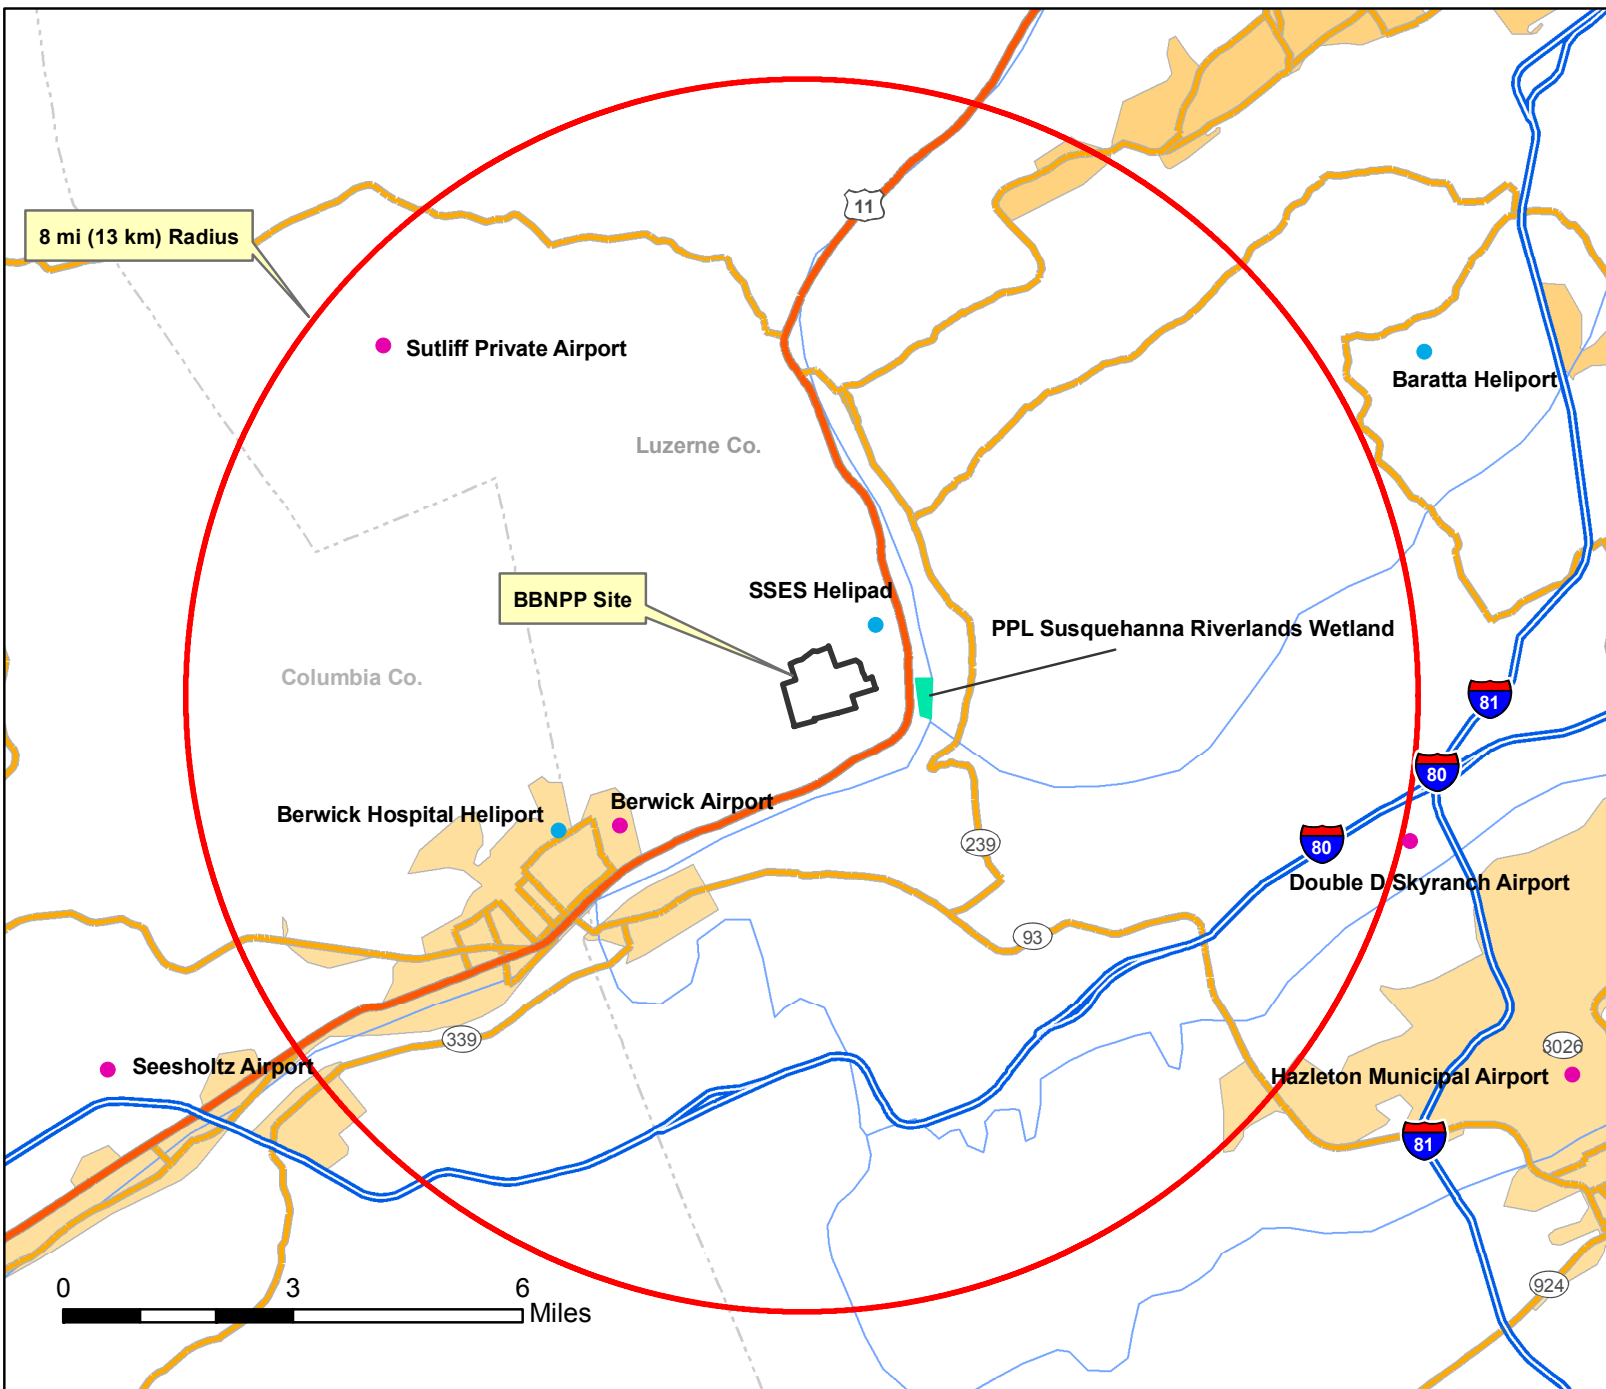 11
8 mi (13 km) Radius
Sutliff Private Airport
Baratta Heliport
Luzerne Co.
SSES Helipad
BBNPP Site
PPL Susquehanna Riverlands Wetland
Columbia Co.
81
80
Berwick Airport
Berwick Hospital Heliport
239
80
Double D Skyranch Airport
93
339
3026
Seesholtz Airport
Hazleton Municipal Airport
81
924
0 3 6
Miles